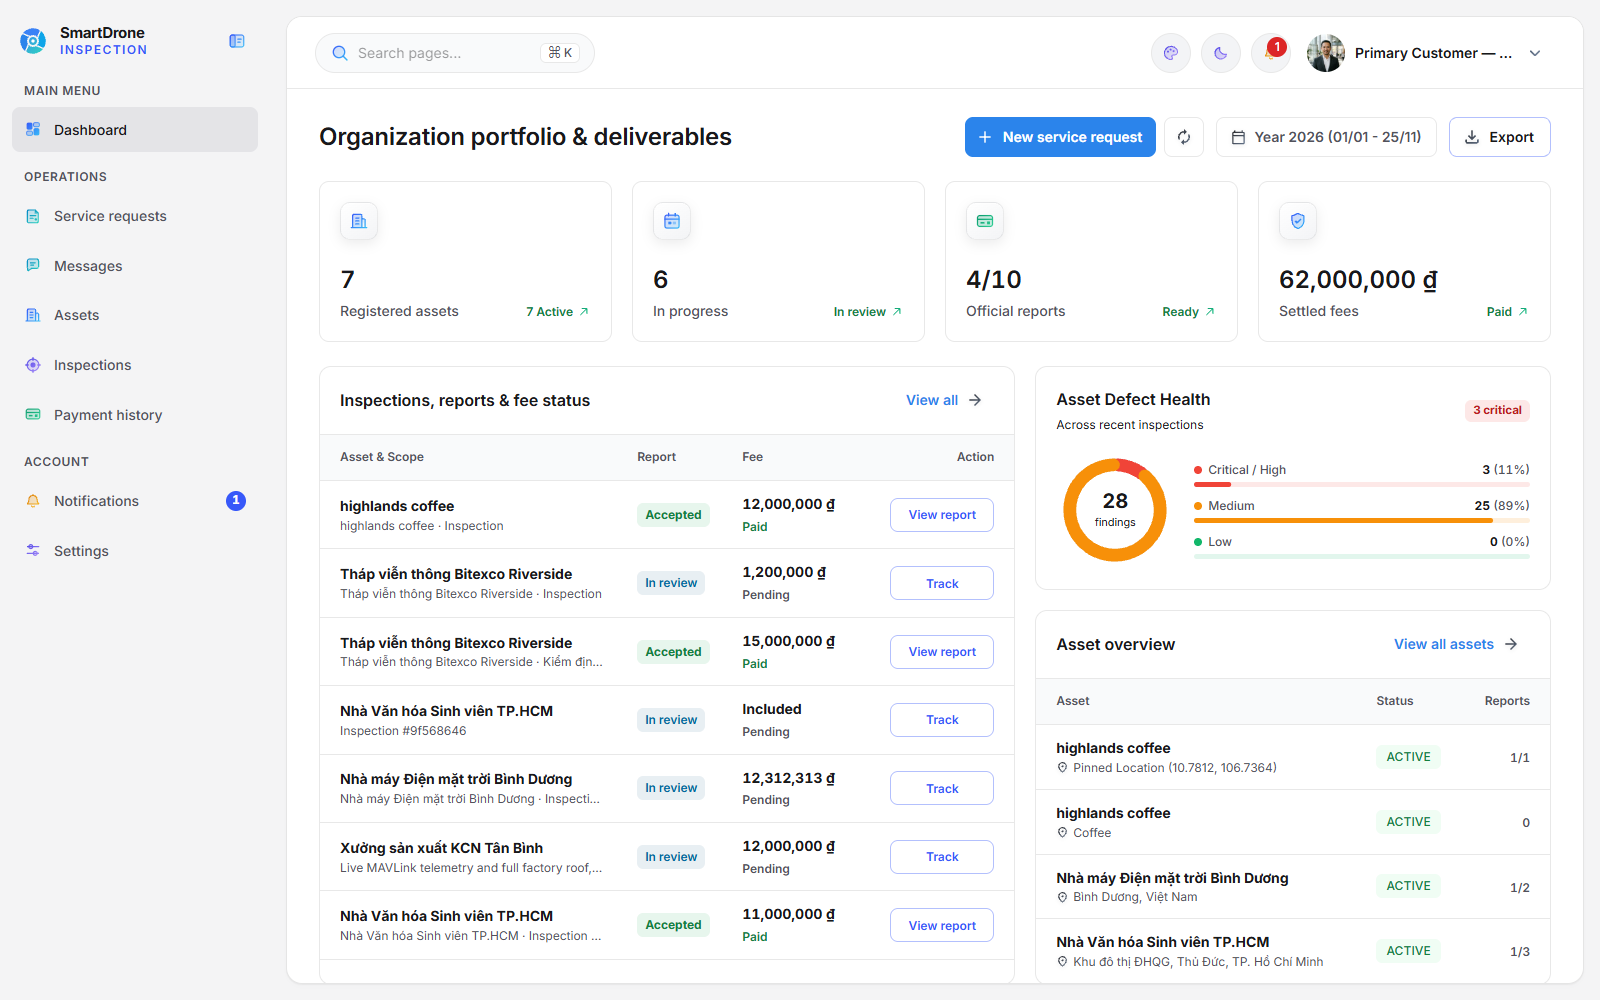 SmartDrone
INSPECTION
MAIN MENU
Dashboard
OPERATIONS
Service requests
Messages
Assets
Inspections
Payment history
ACCOUNT
Notifications
1
Settings
Search pages...
⌘ K
1
Primary Customer — ...
Organization portfolio & deliverables
New service request
Year 2026 (01/01 - 25/11)
Export
7
Registered assets
7 Active
6
In progress
In review
4/10
Official reports
Ready
62,000,000 ₫
Settled fees
Paid
Inspections, reports & fee status
View all
Asset & Scope Report Fee Action
highlands coffee
highlands coffee · Inspection
Accepted
12,000,000 ₫
Paid
View report
Tháp viễn thông Bitexco Riverside
Tháp viễn thông Bitexco Riverside · Inspection
In review
1,200,000 ₫
Pending
Track
Tháp viễn thông Bitexco Riverside
Tháp viễn thông Bitexco Riverside · Kiểm địn...
Accepted
15,000,000 ₫
Paid
View report
Nhà Văn hóa Sinh viên TP.HCM
Inspection #9f568646
In review
Included
Pending
Track
Nhà máy Điện mặt trời Bình Dương
Nhà máy Điện mặt trời Bình Dương · Inspecti...
In review
12,312,313 ₫
Pending
Track
Xưởng sản xuất KCN Tân Bình
Live MAVLink telemetry and full factory roof,...
In review
12,000,000 ₫
Pending
Track
Nhà Văn hóa Sinh viên TP.HCM
Nhà Văn hóa Sinh viên TP.HCM · Inspection ...
Accepted
11,000,000 ₫
Paid
View report
Asset Defect Health
Across recent inspections
3 critical
28
findings
Critical / High 3 (11%)
Medium 25 (89%)
Low 0 (0%)
Asset overview
View all assets
Asset Status Reports
highlands coffee
Pinned Location (10.7812, 106.7364)
ACTIVE
1/1
highlands coffee
Coffee
ACTIVE
0
Nhà máy Điện mặt trời Bình Dương
Bình Dương, Việt Nam
ACTIVE
1/2
Nhà Văn hóa Sinh viên TP.HCM
Khu đô thị ĐHQG, Thủ Đức, TP. Hồ Chí Minh
ACTIVE
1/3